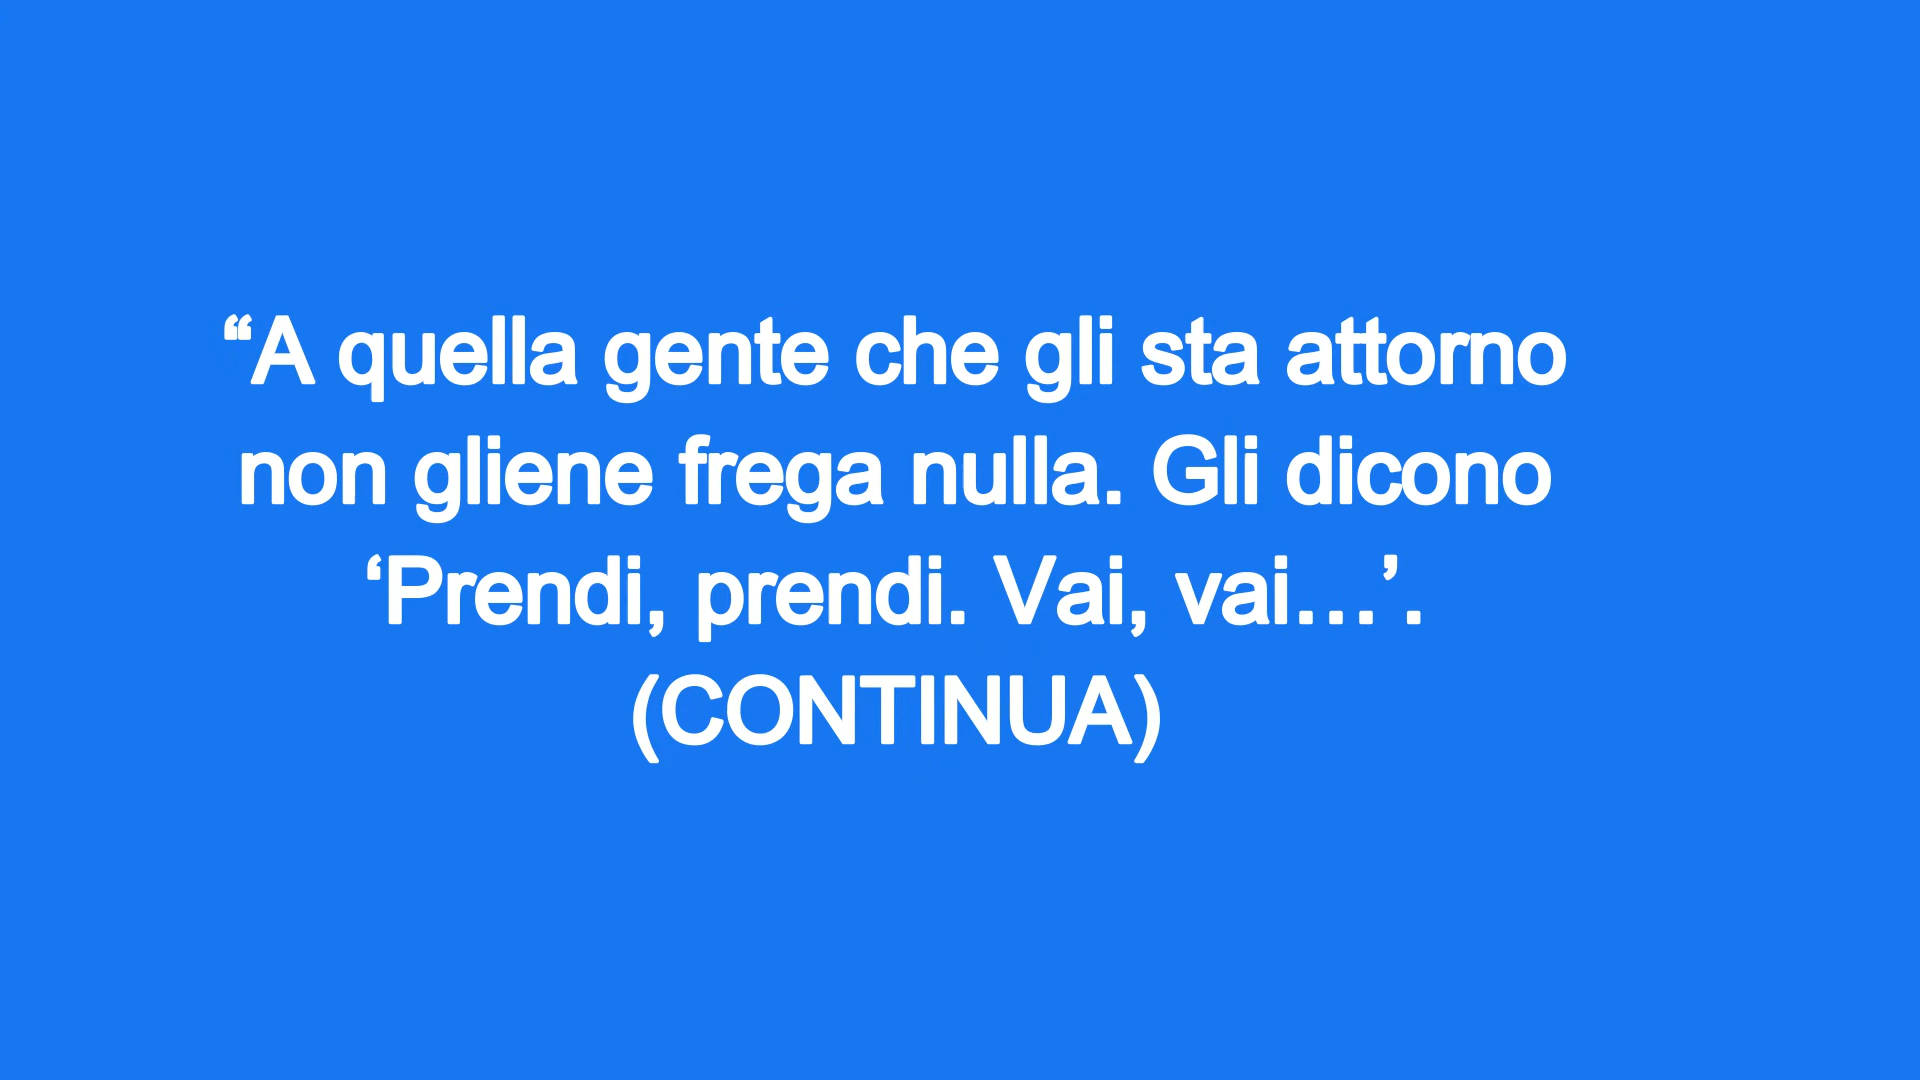 “A quella gente che gli sta attorno
non gliene frega nulla. Gli dicono
‘Prendi, prendi. Vai, vai…’.
(CONTINUA)